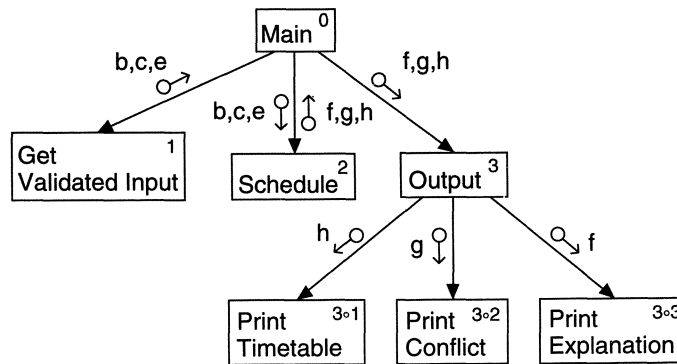 Main 0
b,c,e
f,g,h
b,c,e
f,g,h
Get 1
Validated Input
Schedule 2
Output 3
h
g
f
Print 3∘1
Timetable
Print 3∘2
Conflict
Print 3∘3
Explanation